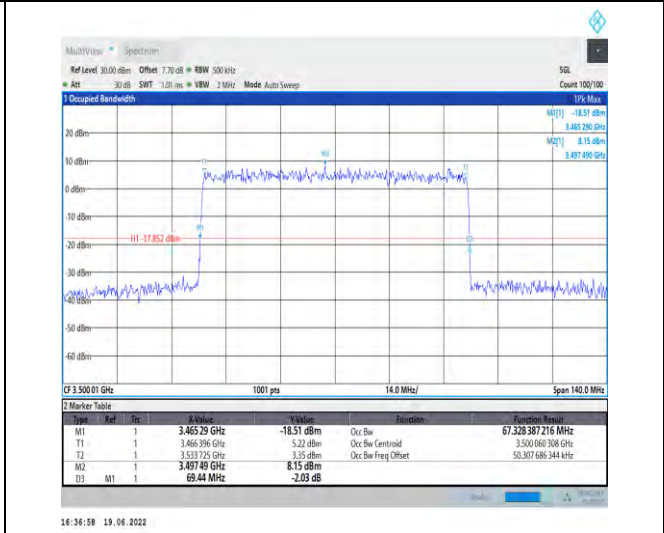 MultiView Spectrum
Ref Level 30.00 dBm Offset 7.70 dB RBW 500 kHz SGL
Att 30 dB SWT 1.01 ms VBW 2 MHz Mode Auto Sweep Count 100/100
1 Occupied Bandwidth 1Pk Max
M1[1] -18.51 dBm
3.465 290 GHz
20 dBm
M2[1] 8.15 dBm
3.497 490 GHz
10 dBm
M2
T1
0 dBm
-10 dBm
M1
H1 -17.852 dBm
-20 dBm
-30 dBm
-40 dBm
-50 dBm
-60 dBm
CF 3.500 01 GHz 1001 pts 14.0 MHz/ Span 140.0 MHz
2 Marker Table
Type Ref Trc X-Value Y-Value Function Function Result
M1 1 3.465 29 GHz -18.51 dBm Occ Bw 67.328 387 216 MHz
T1 1 3.466 396 GHz 5.22 dBm Occ Bw Centroid 3.500 060 308 GHz
T2 1 3.533 725 GHz 3.35 dBm Occ Bw Freq Offset 50.307 686 344 kHz
M2 1 3.497 49 GHz 8.15 dBm
D3 M1 1 69.44 MHz -2.03 dB
16:36:58 19.06.2022